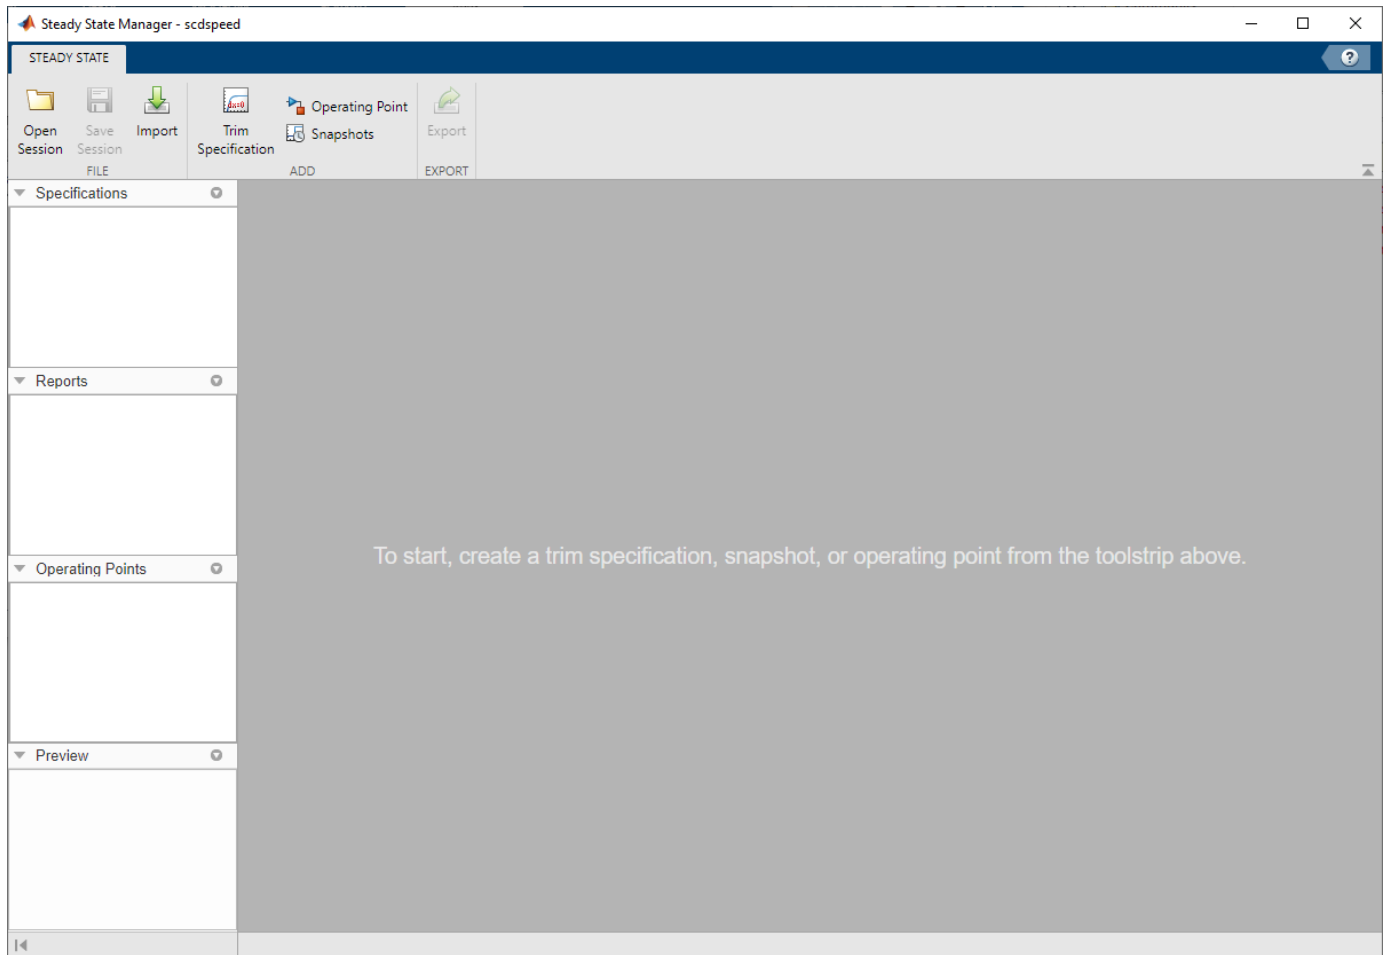 Steady State Manager - scdspeed
STEADY STATE
?
Open Session
Save Session
Import
FILE
dx=0
Trim Specification
Operating Point
Snapshots
ADD
Export
EXPORT
Specifications
Reports
Operating Points
Preview
To start, create a trim specification, snapshot, or operating point from the toolstrip above.